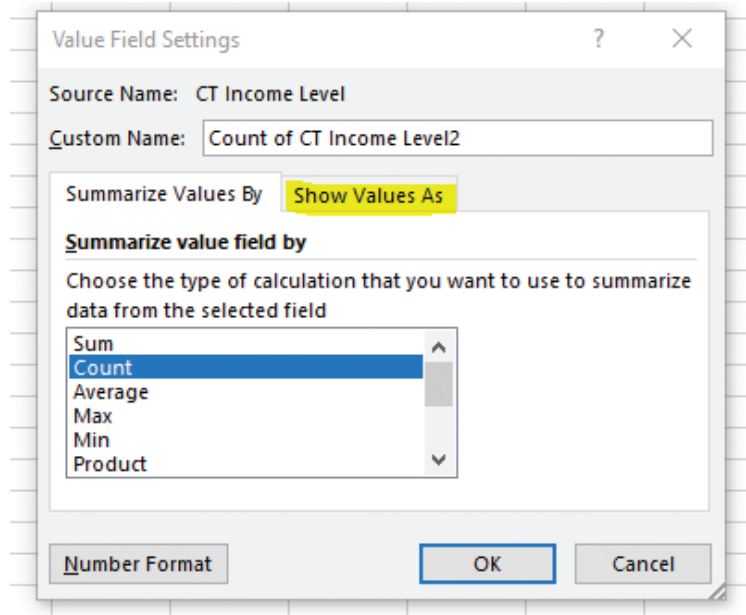 Value Field Settings ? ×
Source Name: CT Income Level
Custom Name: Count of CT Income Level2
Summarize Values By Show Values As
Summarize value field by
Choose the type of calculation that you want to use to summarize
data from the selected field
Sum
Count
Average
Max
Min
Product
Number Format OK Cancel